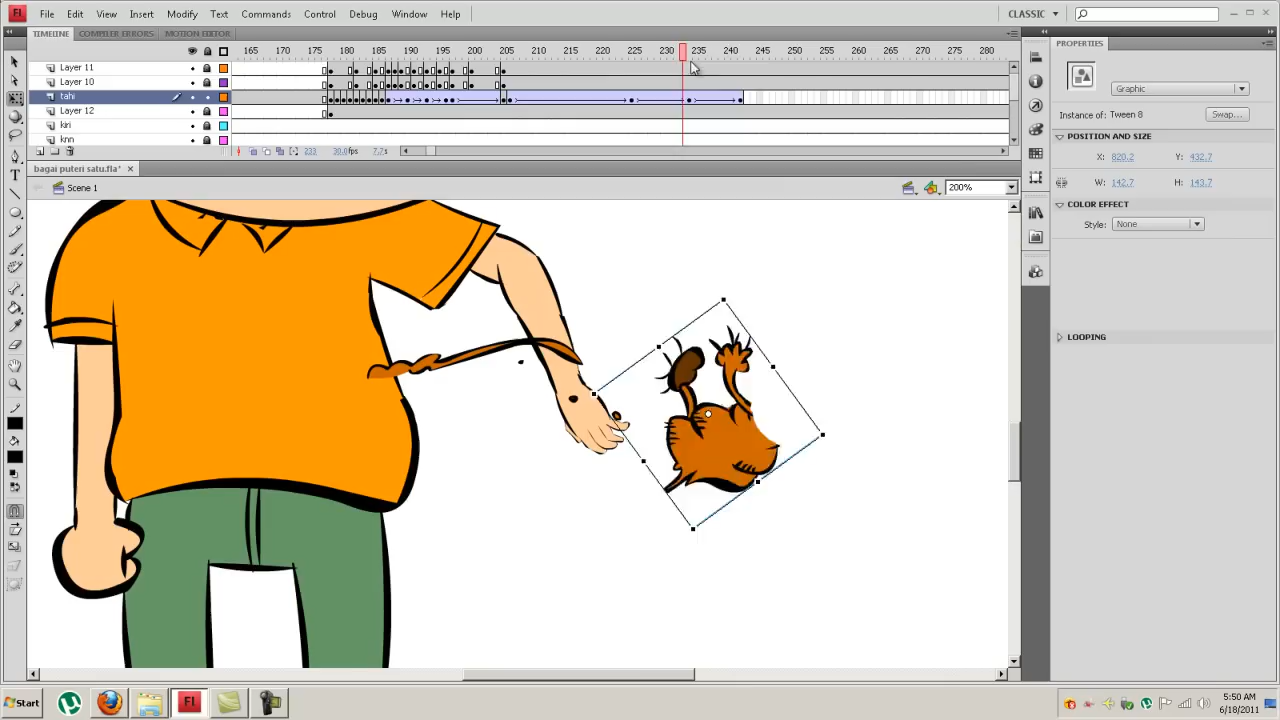 Fl File Edit View Insert Modify Text Commands Control Debug Window Help CLASSIC
TIMELINE COMPILER ERRORS MOTION EDITOR
PROPERTIES
165 170 175 180 185 190 195 200 205 210 215 220 225 230 235 240 245 250 255 260 265 270 275 280
Layer 11
Layer 10
tahi
Layer 12
kiri
knn
233 30.0fps 7.7s
Graphic
Instance of: Tween 8 Swap...
POSITION AND SIZE
X: 820.2 Y: 432.7
W: 142.7 H: 143.7
COLOR EFFECT
Style: None
LOOPING
bagai puteri satu.fla*
Scene 1 200%
Start Fl 5:50 AM
6/18/2011